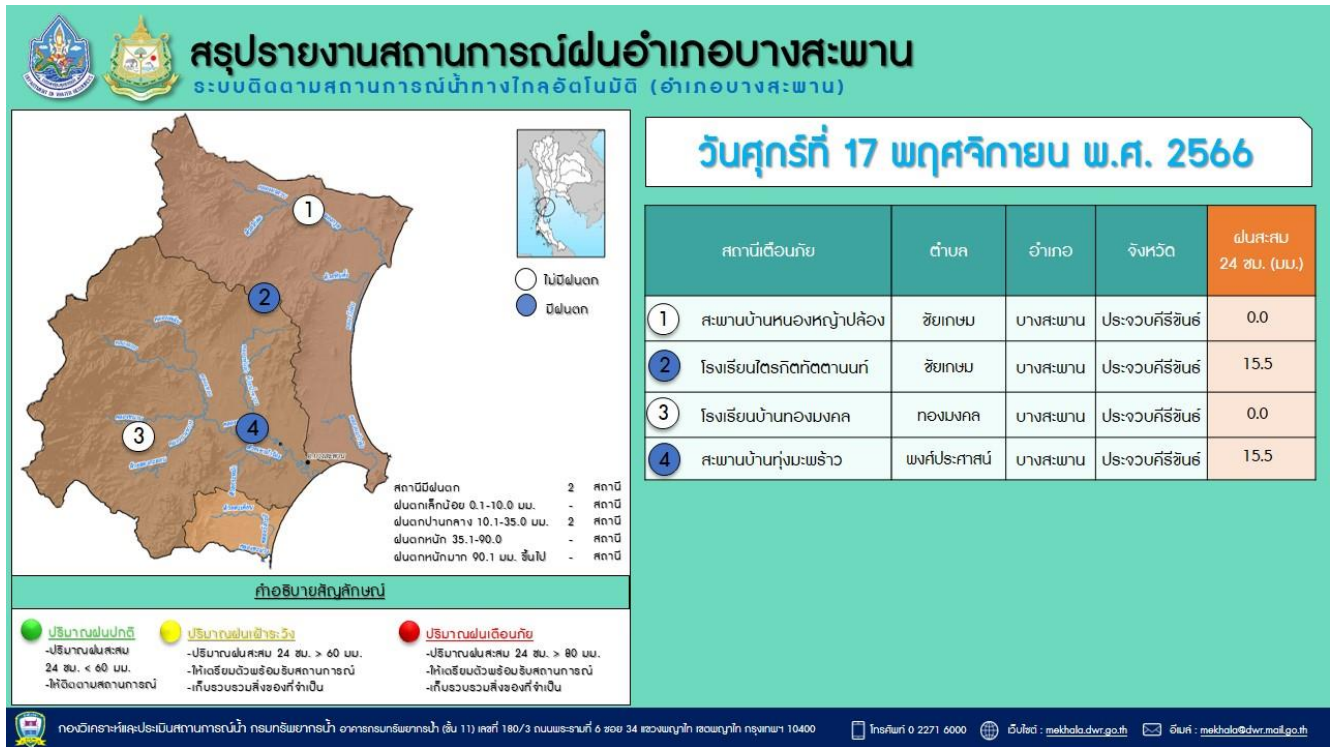 สรุปรายงานสถานการณ์ฝนอำเภอบางสะพาน
ระบบติดตามสถานการณ์น้ำทางไกลอัตโนมัติ (อำเภอบางสะพาน)
วันศุกร์ที่ 17 พฤศจิกายน พ.ศ. 2566
1
2
3
4
ไม่มีฝนตก
มีฝนตก
สถานีมีฝนตก 2 สถานี
ฝนตกเล็กน้อย 0.1-10.0 มม. - สถานี
ฝนตกปานกลาง 10.1-35.0 มม. 2 สถานี
ฝนตกหนัก 35.1-90.0 - สถานี
ฝนตกหนักมาก 90.1 มม. ขึ้นไป - สถานี
สถานีเตือนภัย ตำบล อำเภอ จังหวัด ฝนสะสม 24 ชม. (มม.)
1 สะพานบ้านหนองหญ้าปล้อง ชัยเกษม บางสะพาน ประจวบคีรีขันธ์ 0.0
2 โรงเรียนไตรกิตทัตตานนท์ ชัยเกษม บางสะพาน ประจวบคีรีขันธ์ 15.5
3 โรงเรียนบ้านทองมงคล ทองมงคล บางสะพาน ประจวบคีรีขันธ์ 0.0
4 สะพานบ้านทุ่งมะพร้าว พงศ์ประศาสน์ บางสะพาน ประจวบคีรีขันธ์ 15.5
คำอธิบายสัญลักษณ์
ปริมาณฝนปกติ
-ปริมาณฝนสะสม
24 ชม. < 60 มม.
-ให้ติดตามสถานการณ์
ปริมาณฝนเฝ้าระวัง
-ปริมาณฝนสะสม 24 ชม. > 60 มม.
-ให้เตรียมตัวพร้อมรับสถานการณ์
-เก็บรวบรวมสิ่งของที่จำเป็น
ปริมาณฝนเตือนภัย
-ปริมาณฝนสะสม 24 ชม. > 80 มม.
-ให้เตรียมตัวพร้อมรับสถานการณ์
-เก็บรวบรวมสิ่งของที่จำเป็น
กองวิเคราะห์และประเมินสถานการณ์น้ำ กรมทรัพยากรน้ำ อาคารกรมทรัพยากรน้ำ (ชั้น 11) เลขที่ 180/3 ถนนพระรามที่ 6 ซอย 34 แขวงพญาไท เขตพญาไท กรุงเทพฯ 10400 โทรศัพท์ 0 2271 6000 เว็บไซต์ : mekhala.dwr.go.th อีเมล์ : mekhala@dwr.mail.go.th